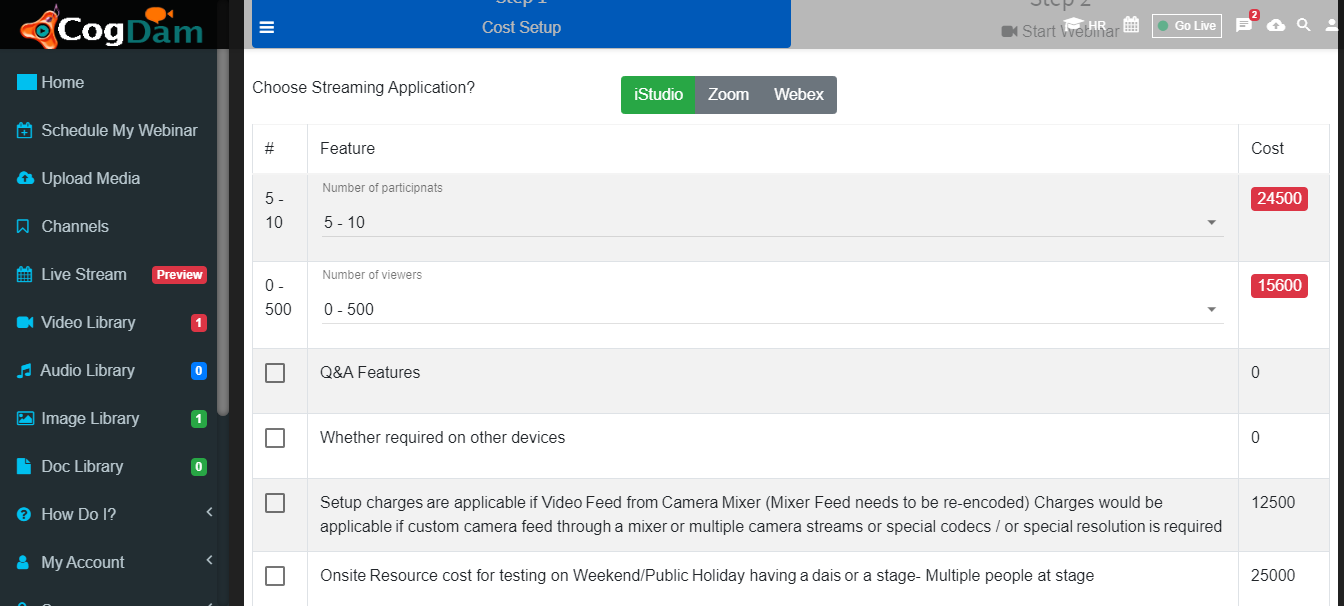 CogDam
Home
Schedule My Webinar
Upload Media
Channels
Live Stream Preview
Video Library 1
Audio Library 0
Image Library 1
Doc Library 0
How Do I?
My Account
Step 1
Cost Setup
Step 2
Start Webinar
HR
Go Live
2
Choose Streaming Application?
iStudio Zoom Webex
# Feature Cost
5 -
10
Number of participnats
5 - 10
24500
0 -
500
Number of viewers
0 - 500
15600
Q&A Features 0
Whether required on other devices 0
Setup charges are applicable if Video Feed from Camera Mixer (Mixer Feed needs to be re-encoded) Charges would be
applicable if custom camera feed through a mixer or multiple camera streams or special codecs / or special resolution is required
12500
Onsite Resource cost for testing on Weekend/Public Holiday having a dais or a stage- Multiple people at stage 25000